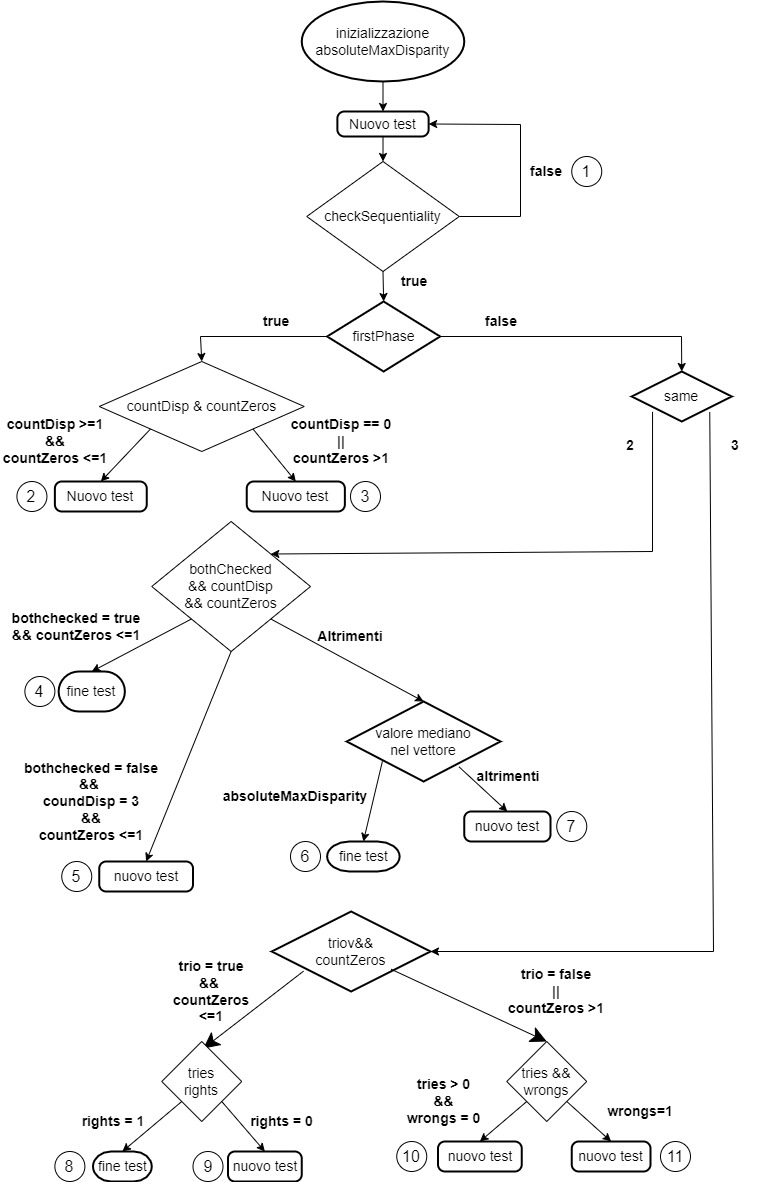 inizializzazione
absoluteMaxDisparity
Nuovo test
false
1
checkSequentiality
true
true
false
firstPhase
same
countDisp & countZeros
countDisp >=1
&&
countZeros <=1
countDisp == 0
||
countZeros >1
2
3
2
Nuovo test
Nuovo test
3
bothChecked
&& countDisp
&& countZeros
bothchecked = true
&& countZeros <=1
Altrimenti
4
fine test
valore mediano
nel vettore
bothchecked = false
&&
coundDisp = 3
&&
countZeros <=1
absoluteMaxDisparity
altrimenti
nuovo test
7
6
fine test
5
nuovo test
triov&&
countZeros
trio = true
&&
countZeros
<=1
trio = false
||
countZeros >1
tries
rights
tries &&
wrongs
tries > 0
&&
wrongs = 0
wrongs=1
rights = 1
rights = 0
8
fine test
9
nuovo test
10
nuovo test
nuovo test
11